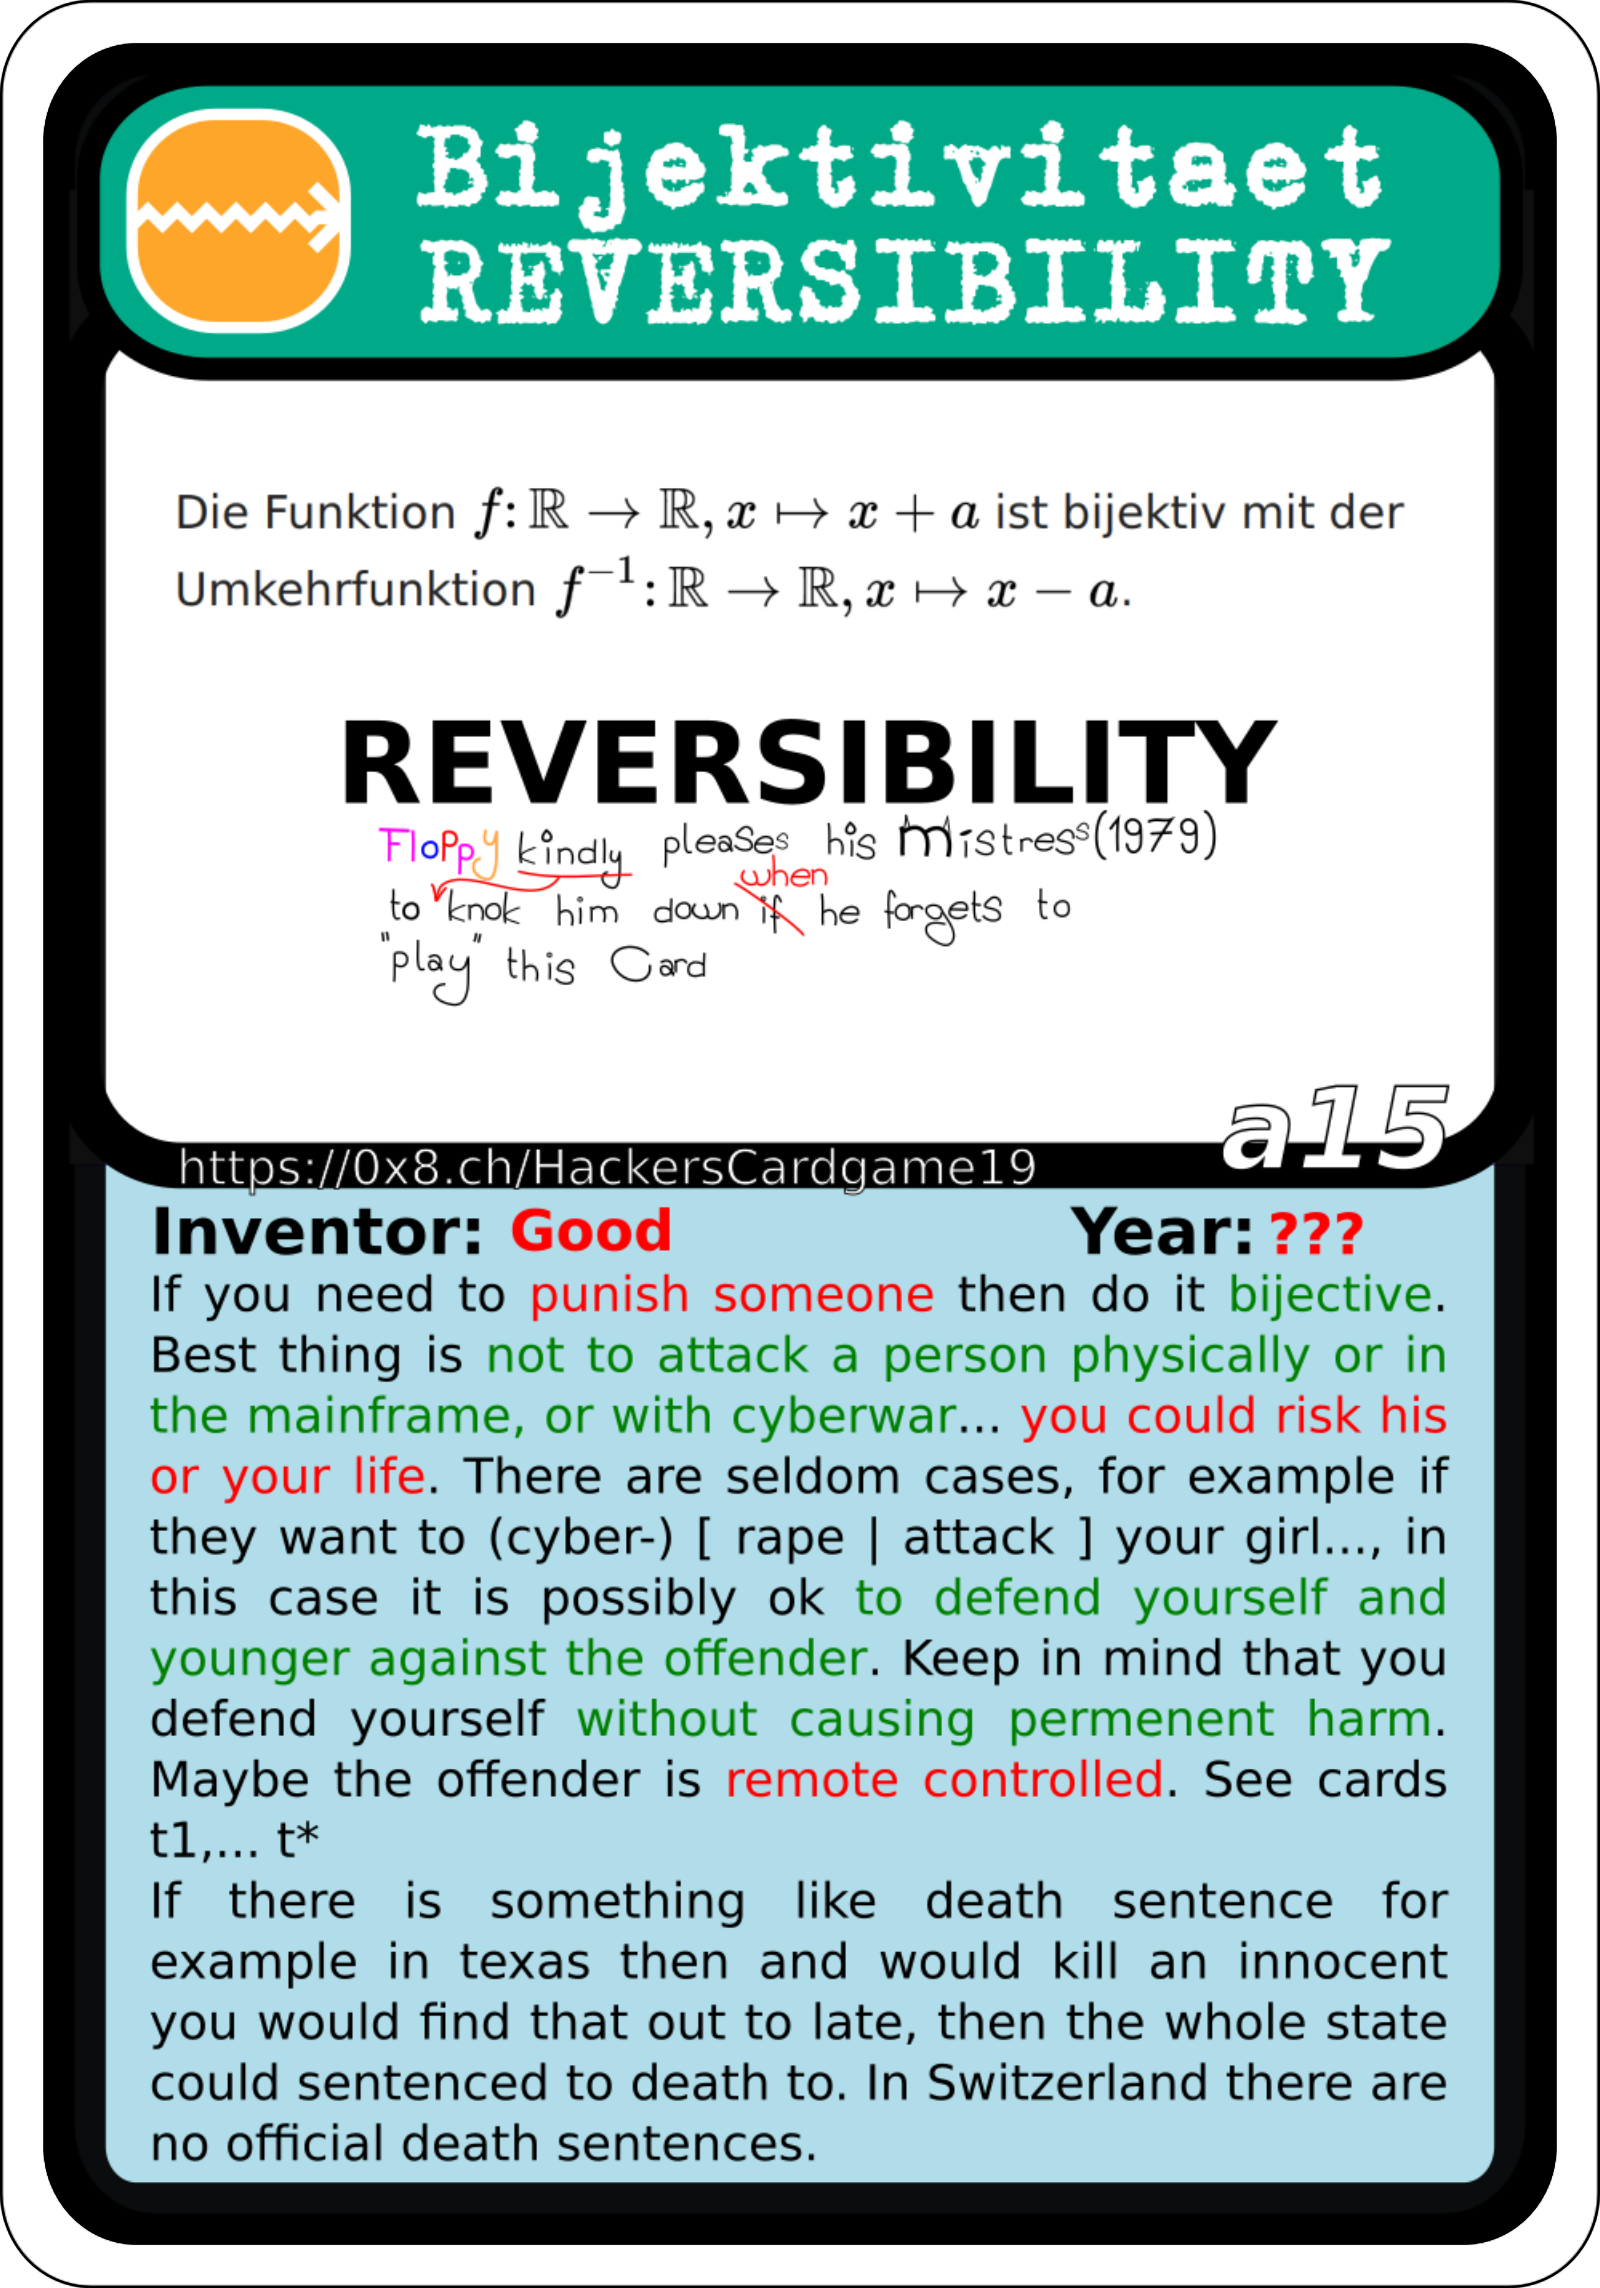 Bijektivitaet
REVERSIBILITY
Die Funktion f: ℝ → ℝ, x ↦ x + a ist bijektiv mit der
Umkehrfunktion f⁻¹: ℝ → ℝ, x ↦ x − a.
REVERSIBILITY
Floppy kindly pleases his Mistress(1979)
when
to knok him down if he forgets to
"play" this Card
a15
https://0x8.ch/HackersCardgame19
Inventor: Good Year: ???
If you need to punish someone then do it bijective.
Best thing is not to attack a person physically or in
the mainframe, or with cyberwar... you could risk his
or your life. There are seldom cases, for example if
they want to (cyber-) [ rape | attack ] your girl..., in
this case it is possibly ok to defend yourself and
younger against the offender. Keep in mind that you
defend yourself without causing permenent harm.
Maybe the offender is remote controlled. See cards
t1,... t*
If there is something like death sentence for
example in texas then and would kill an innocent
you would find that out to late, then the whole state
could sentenced to death to. In Switzerland there are
no official death sentences.